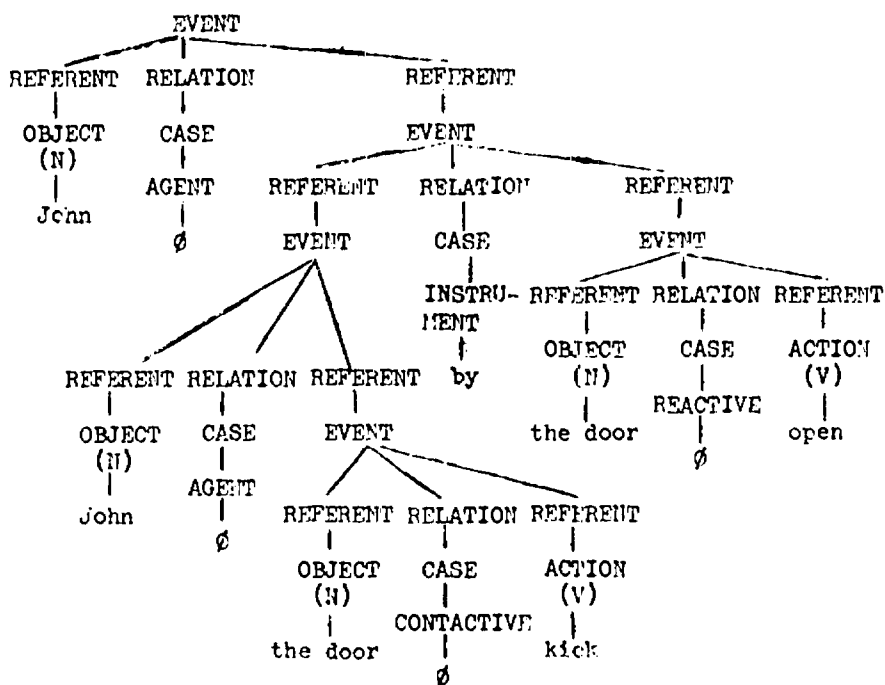 EVENT
REFERENT RELATION REFERENT
OBJECT CASE EVENT
(N)
AGENT REFERENT RELATION REFERENT
John
Ø EVENT CASE EVENT
INSTRU- REFERENT RELATION REFERENT
MENT
OBJECT CASE ACTION
REFERENT RELATION REFERENT by (N) (V)
REACTIVE
OBJECT CASE EVENT the door open
(N) Ø
AGENT
John REFERENT RELATION REFERENT
Ø
OBJECT CASE ACTION
(N) (V)
CONTACTIVE
the door kick
Ø